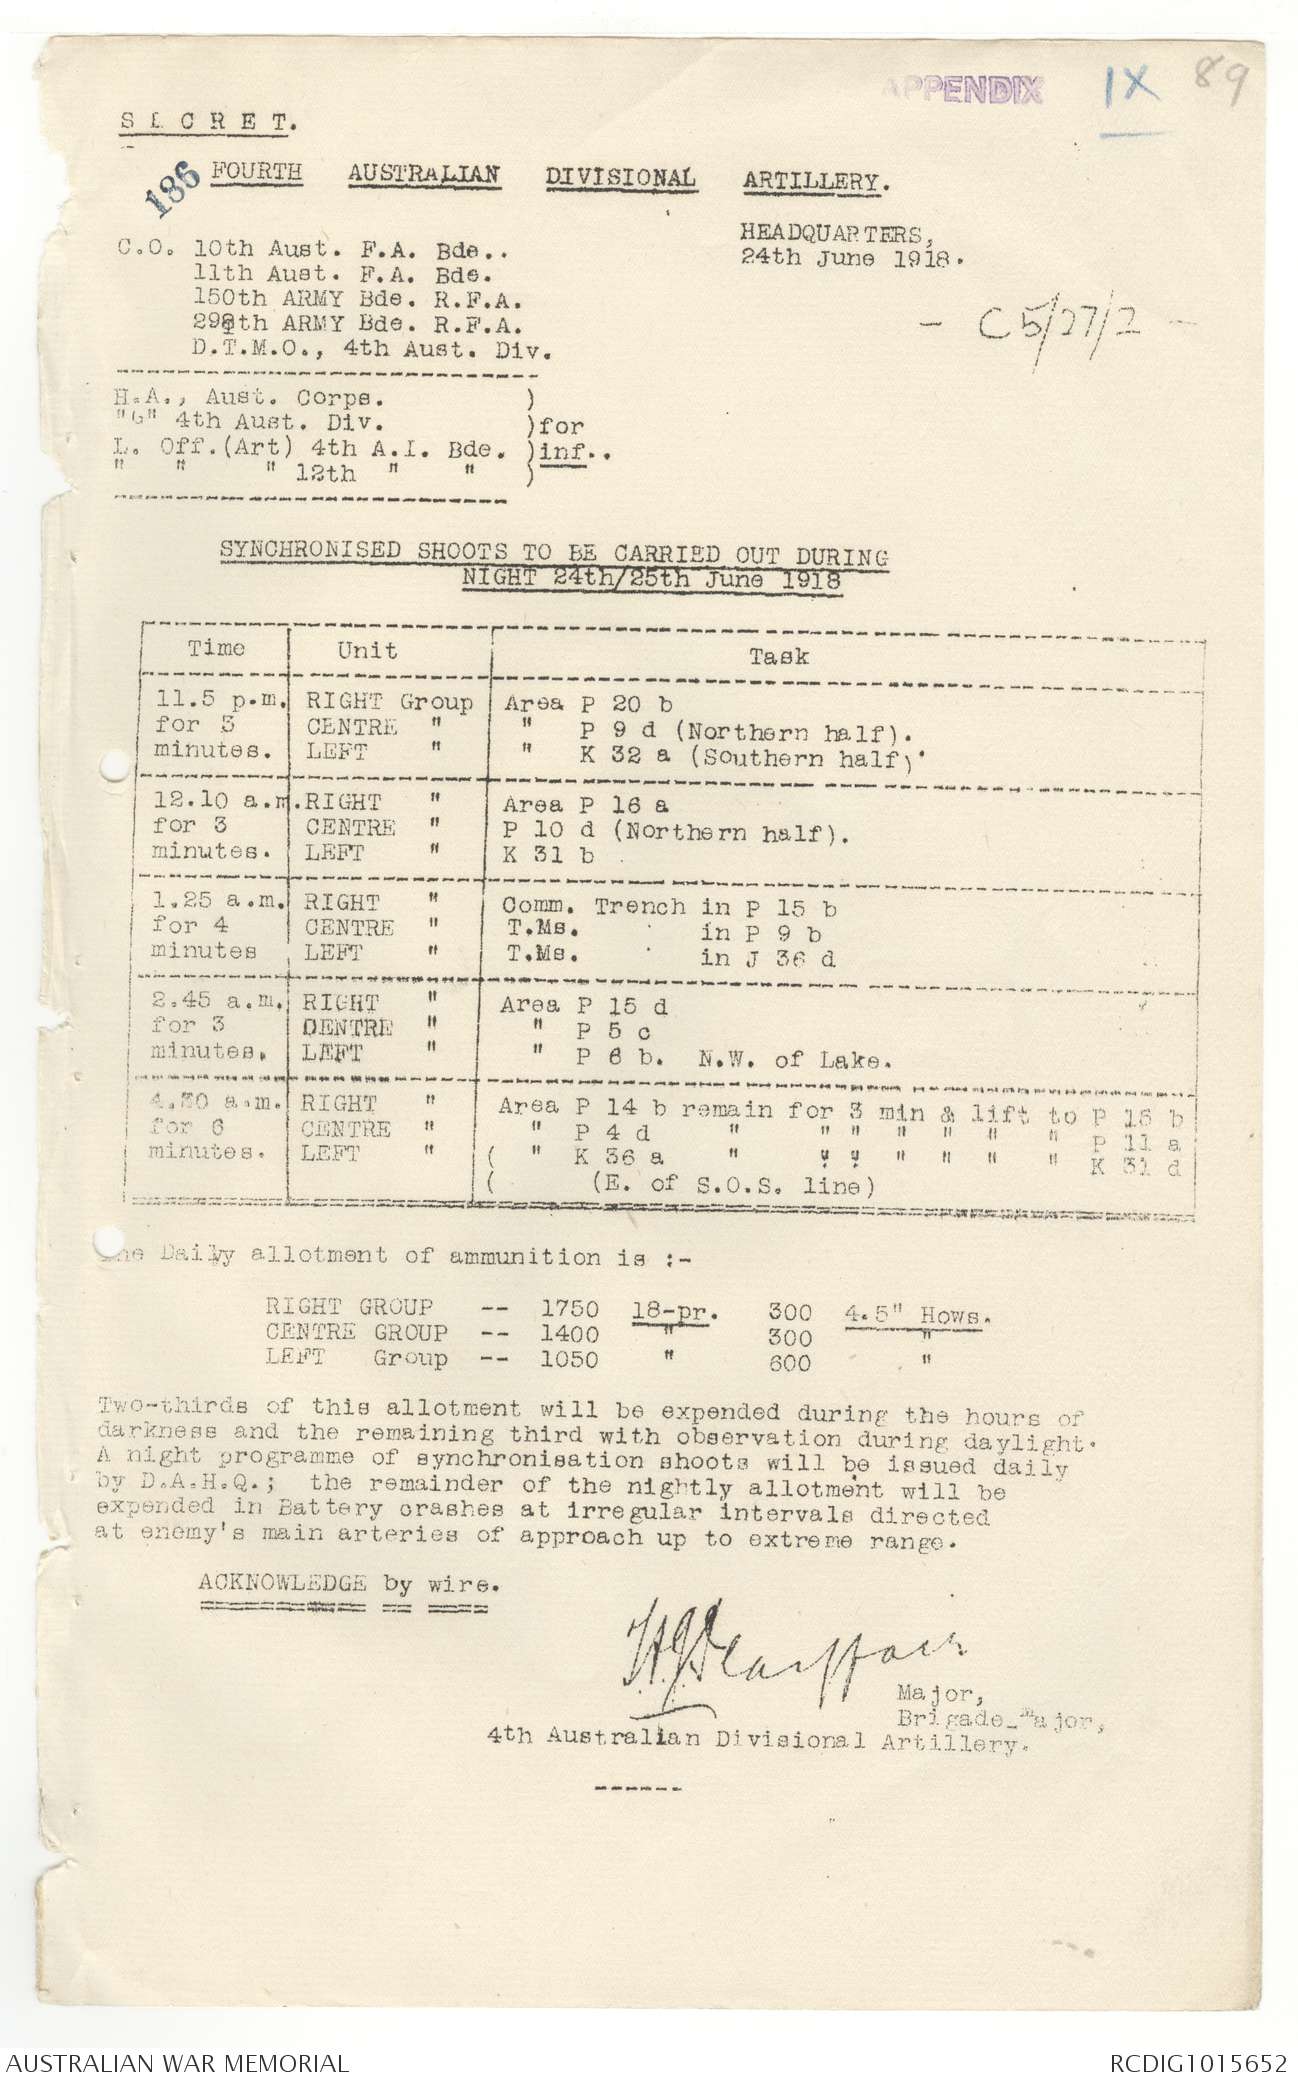 APPENDIX IX 89
SECRET.
186 FOURTH AUSTRALIAN DIVISIONAL ARTILLERY.
HEADQUARTERS,
24th June 1918.
C.O. 10th Aust. F.A. Bde..
11th Aust. F.A. Bde.
150th ARMY Bde. R.F.A.
298th ARMY Bde. R.F.A.
D.T.M.O., 4th Aust. Div.
- C5/27/2 -
H.A., Aust. Corps. )
"G" 4th Aust. Div. )for
L. Off.(Art) 4th A.I. Bde. )inf..
" " " 12th " " )
SYNCHRONISED SHOOTS TO BE CARRIED OUT DURING
NIGHT 24th/25th June 1918
Time Unit Task
11.5 p.m. RIGHT Group Area P 20 b
for 3 CENTRE " " P 9 d (Northern half).
minutes. LEFT " " K 32 a (Southern half).
12.10 a.m. RIGHT " Area P 16 a
for 3 CENTRE " P 10 d (Northern half).
minutes. LEFT " K 31 b
1.25 a.m. RIGHT " Comm. Trench in P 15 b
for 4 CENTRE " T.Ms. in P 9 b
minutes LEFT " T.Ms. in J 36 d
2.45 a.m. RIGHT " Area P 15 d
for 3 CENTRE " " P 5 c
minutes. LEFT " " P 6 b. N.W. of Lake.
4.30 a.m. RIGHT " Area P 14 b remain for 3 min & lift to P 15 b
for 6 CENTRE " " P 4 d " " " " " " " P 11 a
minutes. LEFT " ( " K 36 a " " " " " " " K 31 d
( (E. of S.O.S. line)
The Daily allotment of ammunition is :-
RIGHT GROUP -- 1750 18-pr. 300 4.5" Hows.
CENTRE GROUP -- 1400 " 300 "
LEFT Group -- 1050 " 600 "
Two-thirds of this allotment will be expended during the hours of
darkness and the remaining third with observation during daylight.
A night programme of synchronisation shoots will be issued daily
by D.A.H.Q.; the remainder of the nightly allotment will be
expended in Battery crashes at irregular intervals directed
at enemy's main arteries of approach up to extreme range.
ACKNOWLEDGE by wire.
Major,
Brigade Major,
4th Australian Divisional Artillery.
AUSTRALIAN WAR MEMORIAL RCDIG1015652